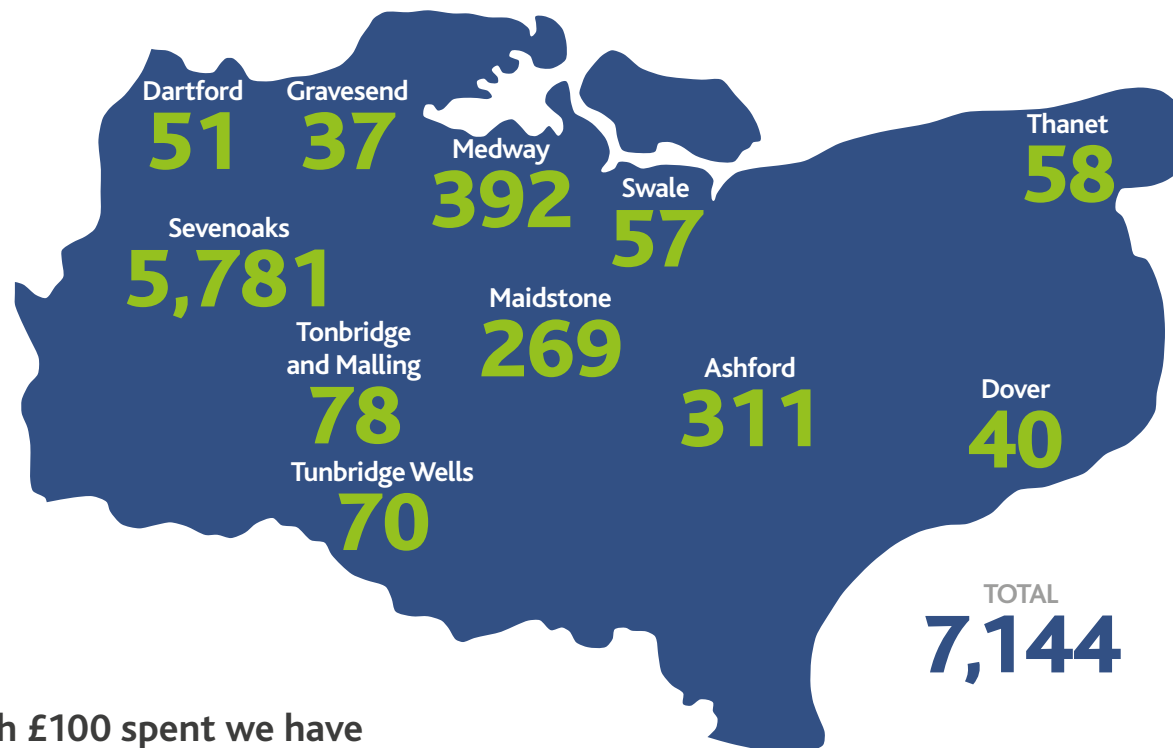 Dartford
51
Gravesend
37
Medway
392
Swale
57
Thanet
58
Sevenoaks
5,781
Maidstone
269
Tonbridge
and Malling
78
Ashford
311
Dover
40
Tunbridge Wells
70
TOTAL
7,144
£100 spent we have